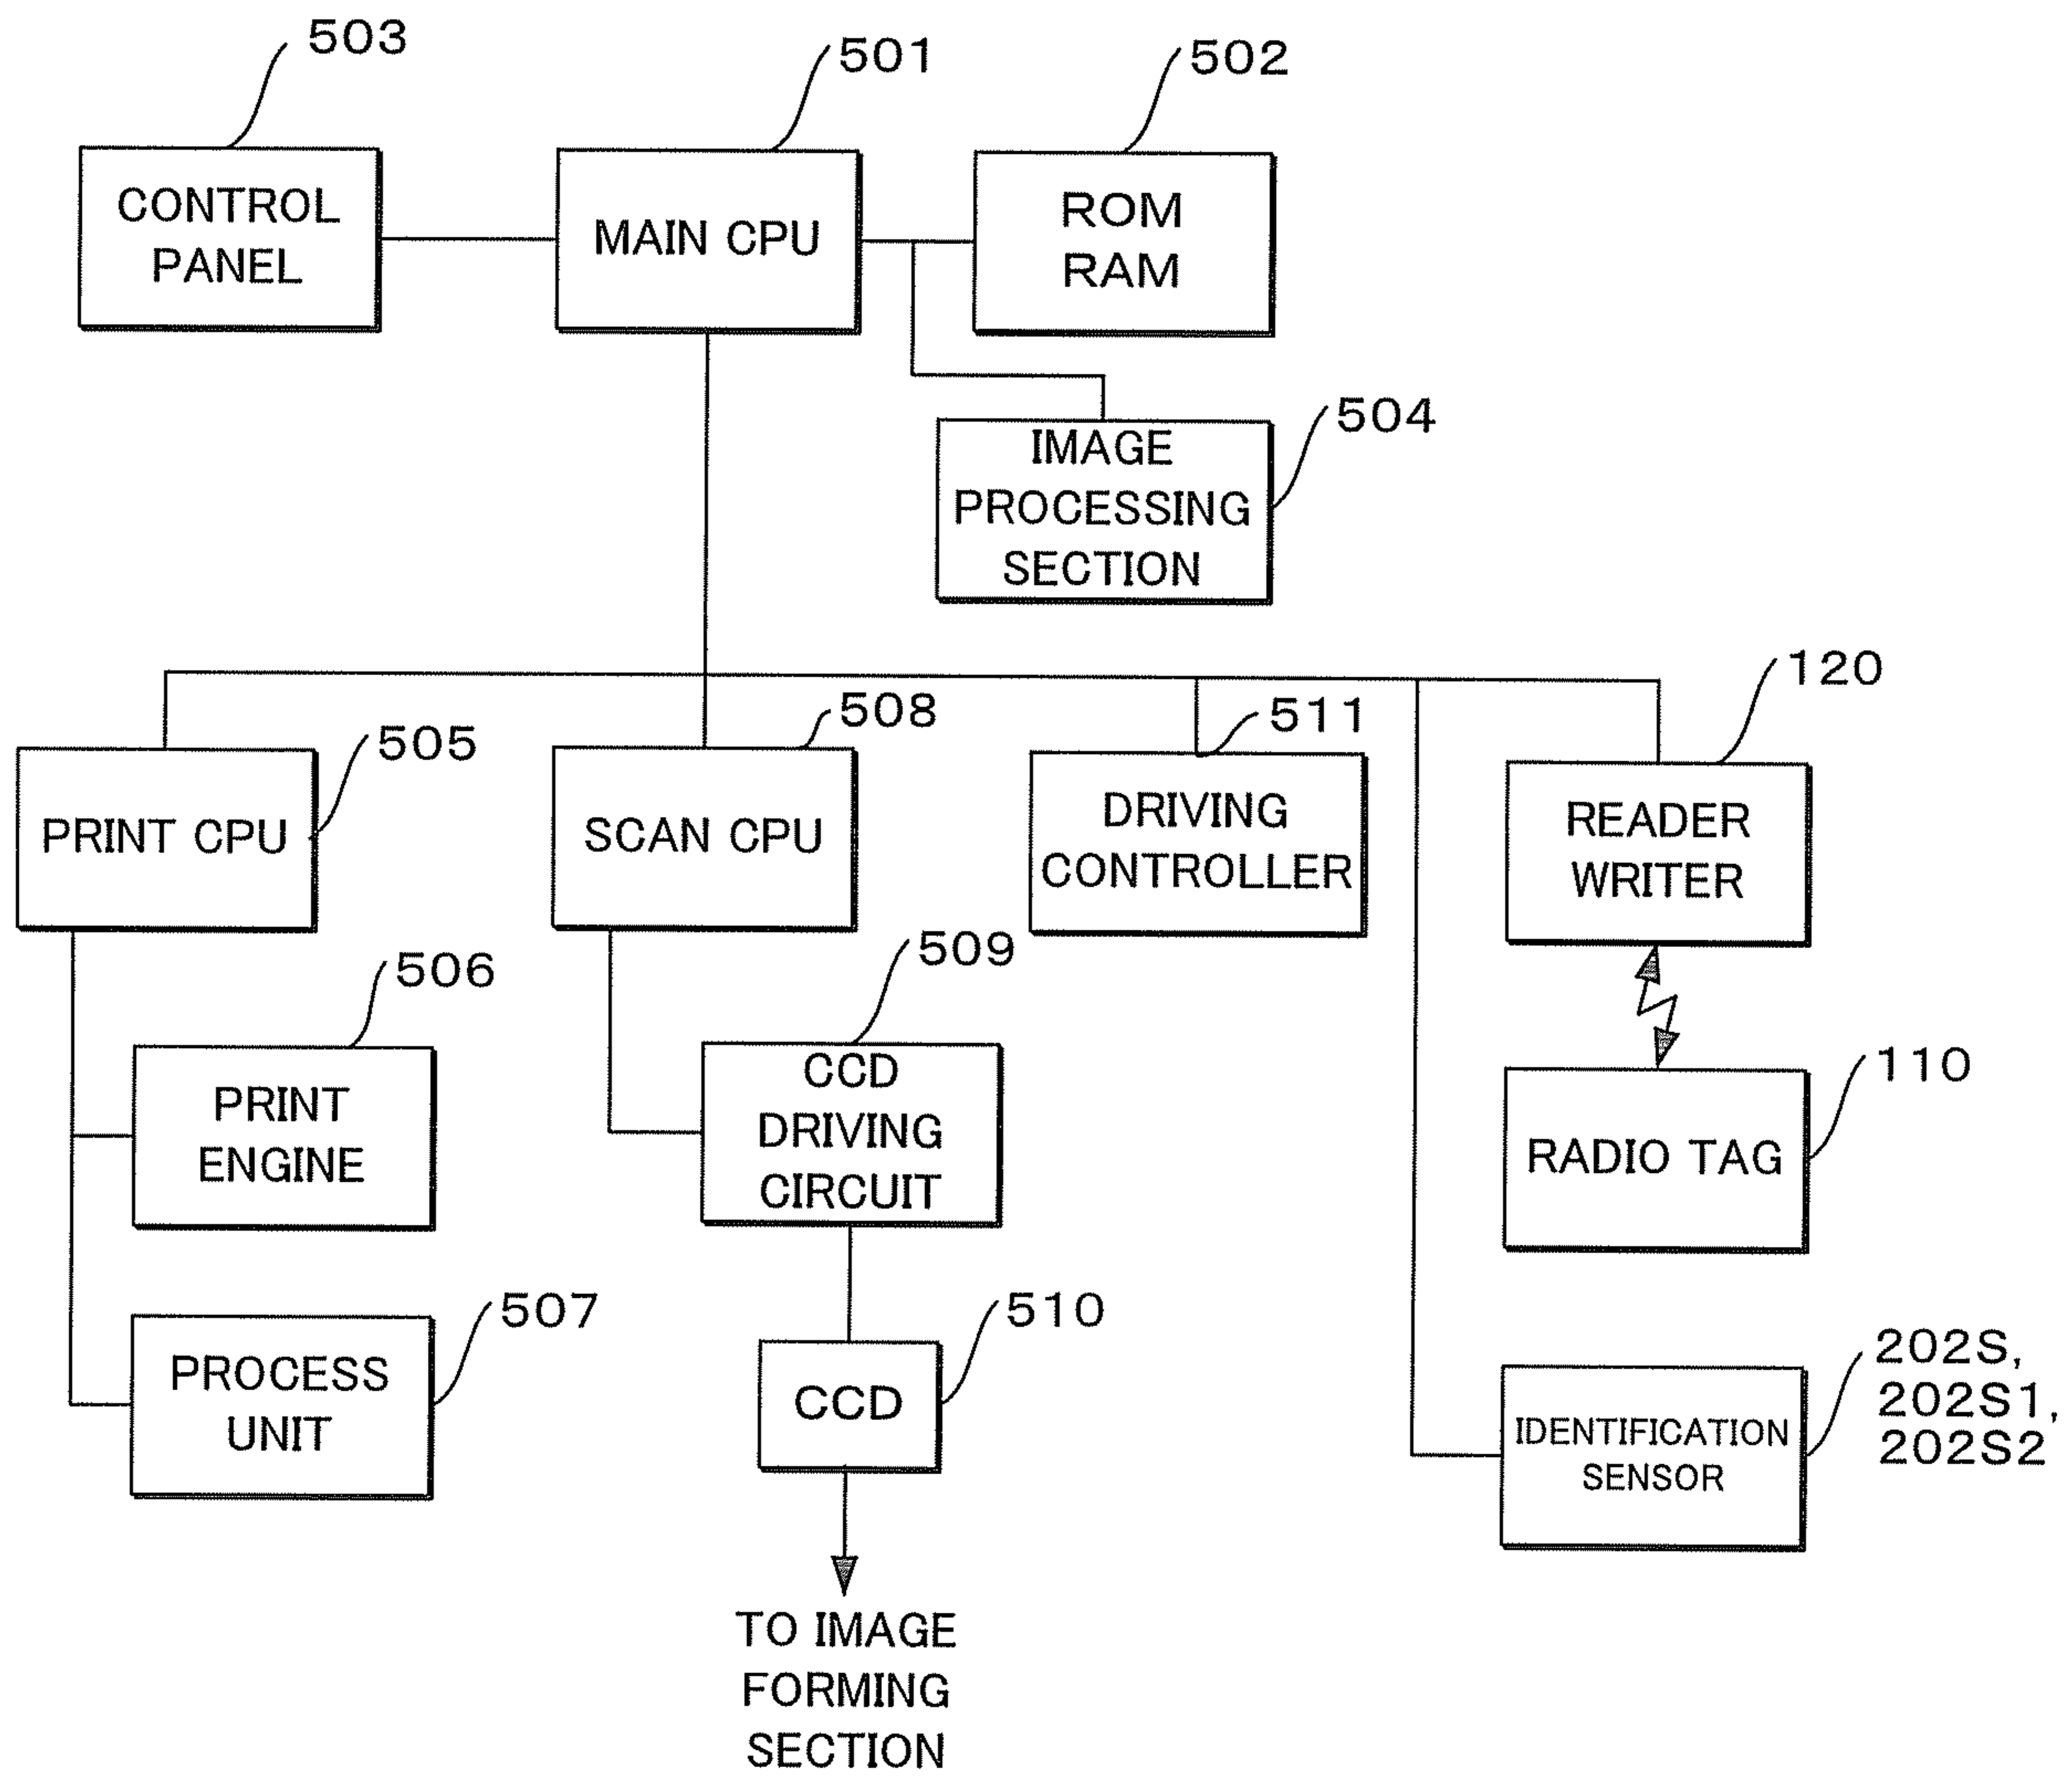 503
501
502
CONTROL
PANEL
MAIN CPU
ROM
RAM
504
IMAGE
PROCESSING
SECTION
505
508
511
120
PRINT CPU
SCAN CPU
DRIVING
CONTROLLER
READER
WRITER
506
509
110
PRINT
ENGINE
CCD
DRIVING
CIRCUIT
RADIO TAG
507
510
202S,
202S1,
202S2
PROCESS
UNIT
CCD
IDENTIFICATION
SENSOR
TO IMAGE
FORMING
SECTION